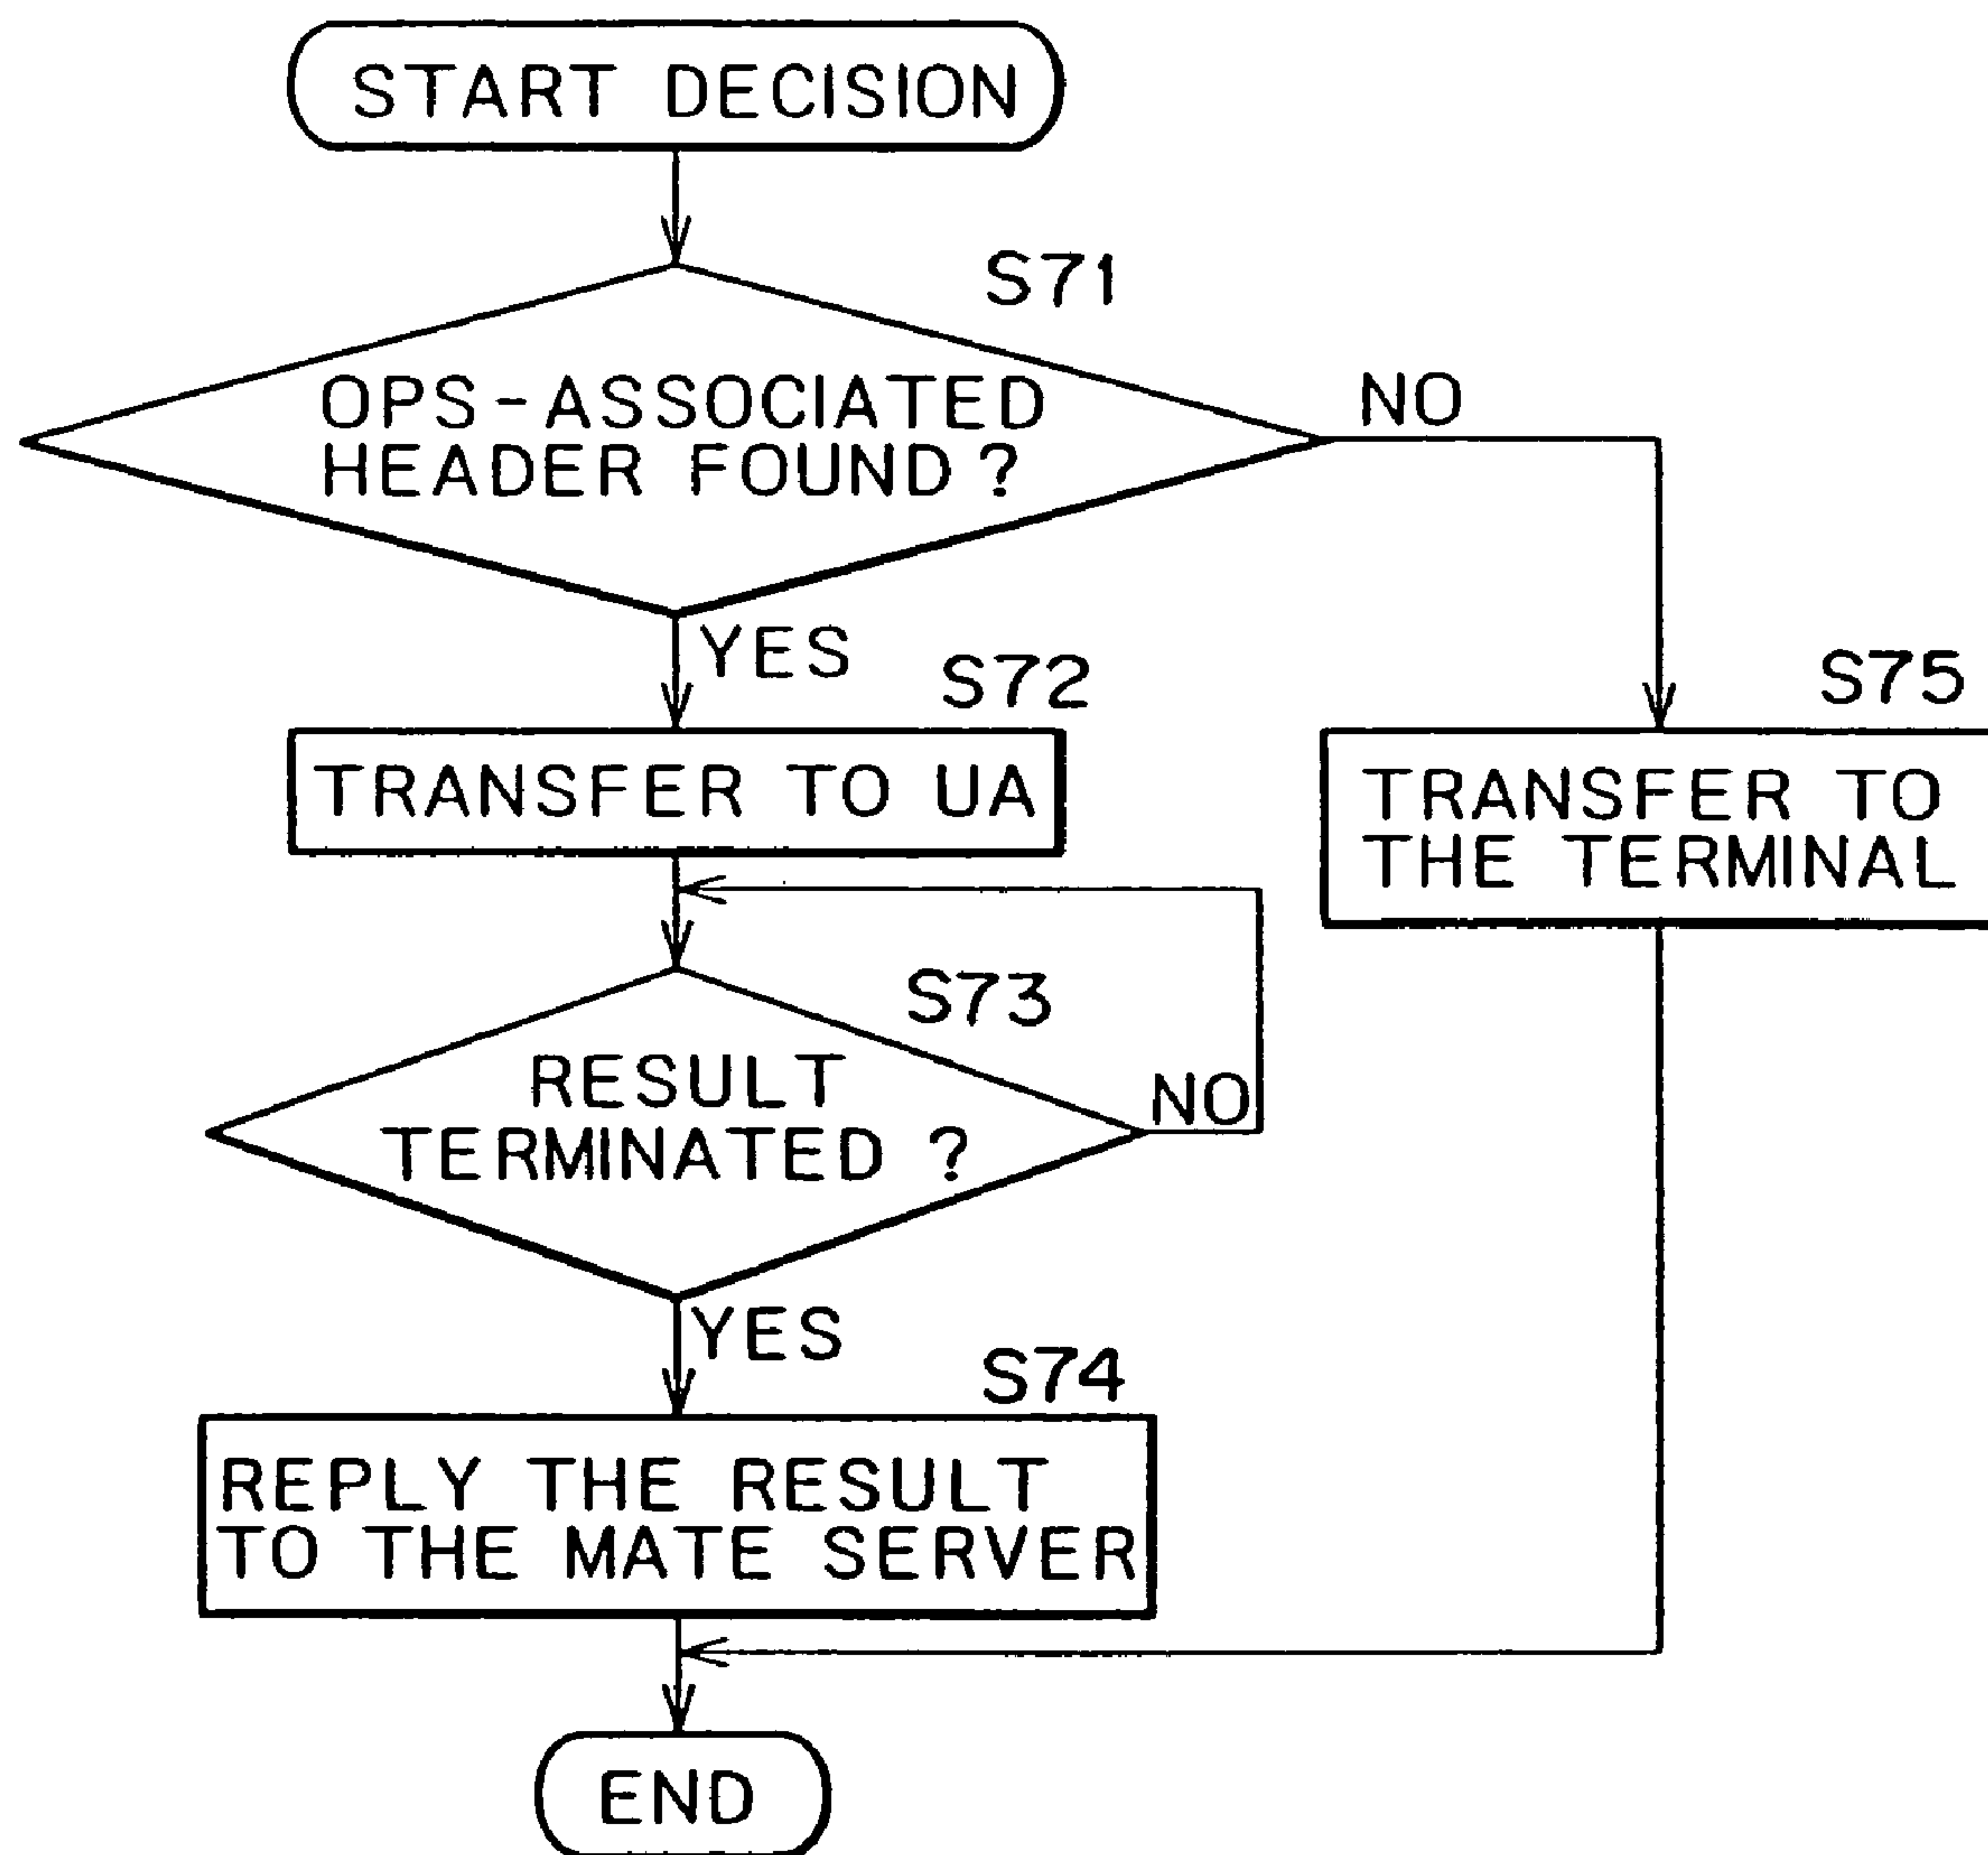 START DECISION
S71
OPS-ASSOCIATED
HEADER FOUND ?
NO
YES
S72
TRANSFER TO UA
S75
TRANSFER TO
THE TERMINAL
S73
RESULT
TERMINATED ?
NO
YES
S74
REPLY THE RESULT
TO THE MATE SERVER
END